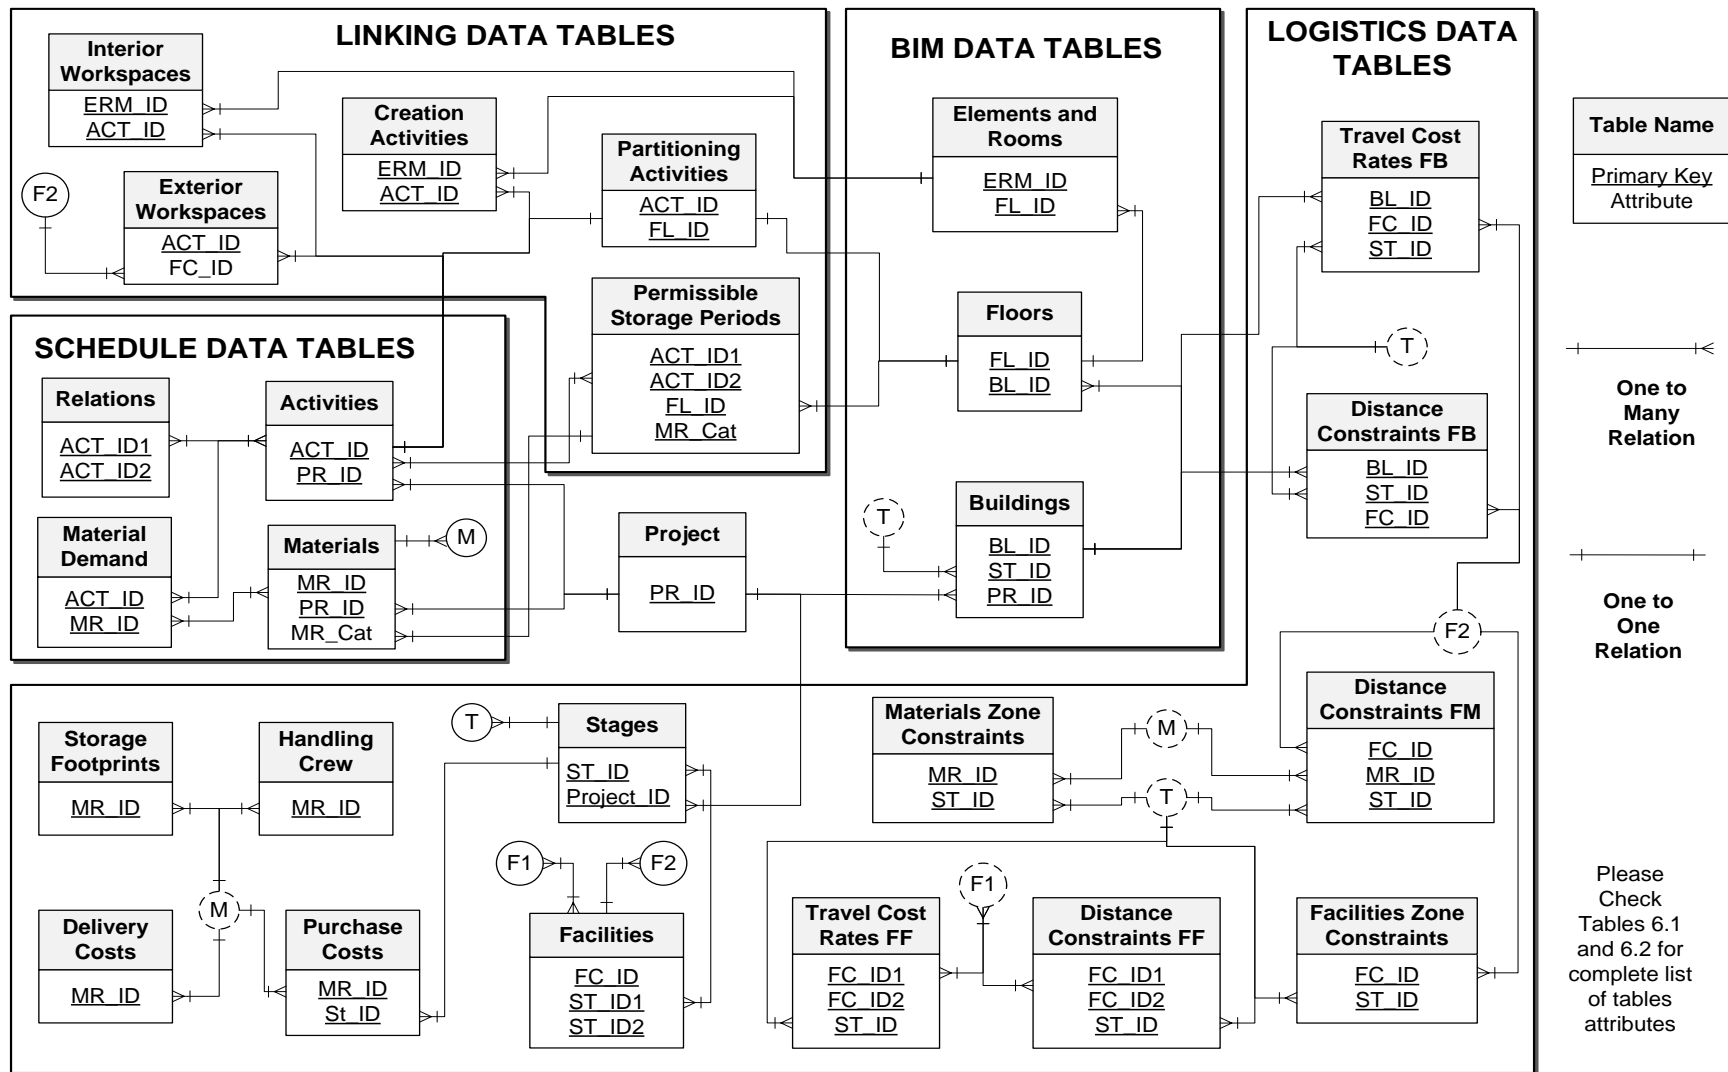 LINKING DATA TABLES
Interior
Workspaces
ERM_ID
ACT_ID
Creation
Activities
ERM_ID
ACT_ID
Partitioning
Activities
ACT_ID
FL_ID
F2
Exterior
Workspaces
ACT_ID
FC_ID
Permissible
Storage Periods
ACT_ID1
ACT_ID2
FL_ID
MR_Cat
SCHEDULE DATA TABLES
Relations
ACT_ID1
ACT_ID2
Activities
ACT_ID
PR_ID
Material
Demand
ACT_ID
MR_ID
Materials
MR_ID
PR_ID
MR_Cat
M
Project
PR_ID
BIM DATA TABLES
Elements and
Rooms
ERM_ID
FL_ID
Floors
FL_ID
BL_ID
T
Buildings
BL_ID
ST_ID
PR_ID
LOGISTICS DATA
TABLES
Travel Cost
Rates FB
BL_ID
FC_ID
ST_ID
T
Distance
Constraints FB
BL_ID
ST_ID
FC_ID
F2
Distance
Constraints FM
FC_ID
MR_ID
ST_ID
Materials Zone
Constraints
MR_ID
ST_ID
M
T
Storage
Footprints
MR_ID
Handling
Crew
MR_ID
T
Stages
ST_ID
Project_ID
F1
F2
M
Delivery
Costs
MR_ID
Purchase
Costs
MR_ID
St_ID
Facilities
FC_ID
ST_ID1
ST_ID2
F1
Travel Cost
Rates FF
FC_ID1
FC_ID2
ST_ID
Distance
Constraints FF
FC_ID1
FC_ID2
ST_ID
Facilities Zone
Constraints
FC_ID
ST_ID
Table Name
Primary Key
Attribute
One to
Many
Relation
One to
One
Relation
Please
Check
Tables 6.1
and 6.2 for
complete list
of tables
attributes